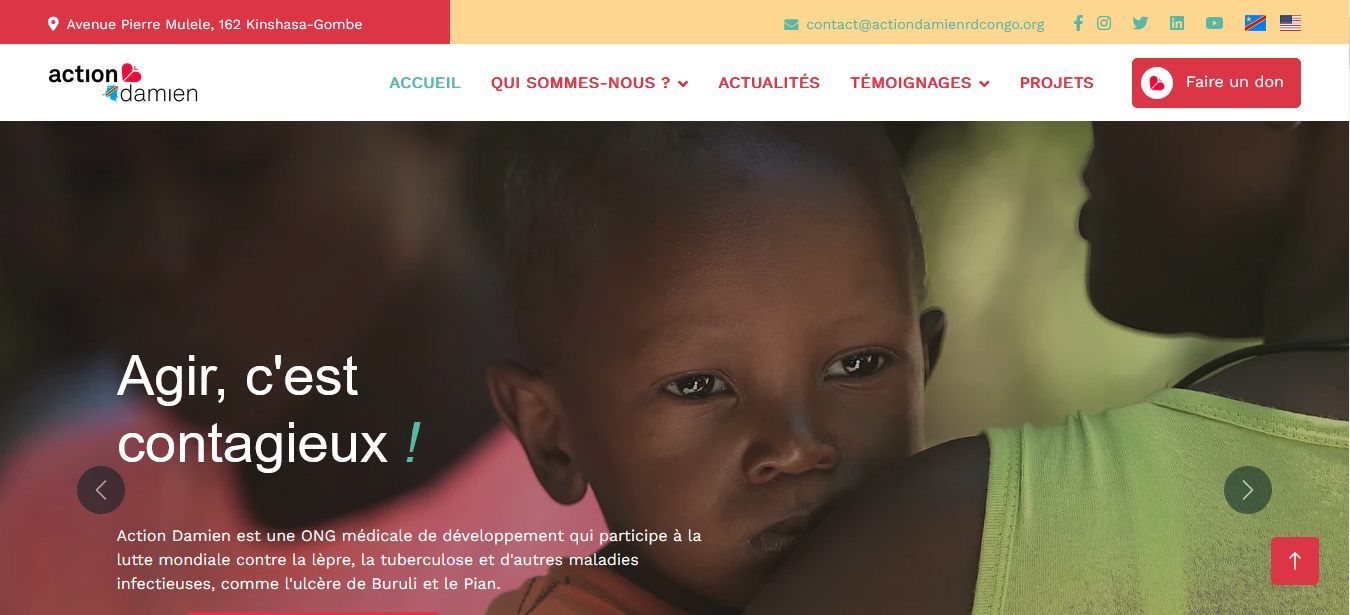 Avenue Pierre Mulele, 162 Kinshasa-Gombe
contact@actiondamienrdcongo.org
action
damien
ACCUEIL
QUI SOMMES-NOUS ?
ACTUALITÉS
TÉMOIGNAGES
PROJETS
Faire un don
Agir, c'est
contagieux !
Action Damien est une ONG médicale de développement qui participe à la
lutte mondiale contre la lèpre, la tuberculose et d'autres maladies
infectieuses, comme l'ulcère de Buruli et le Pian.